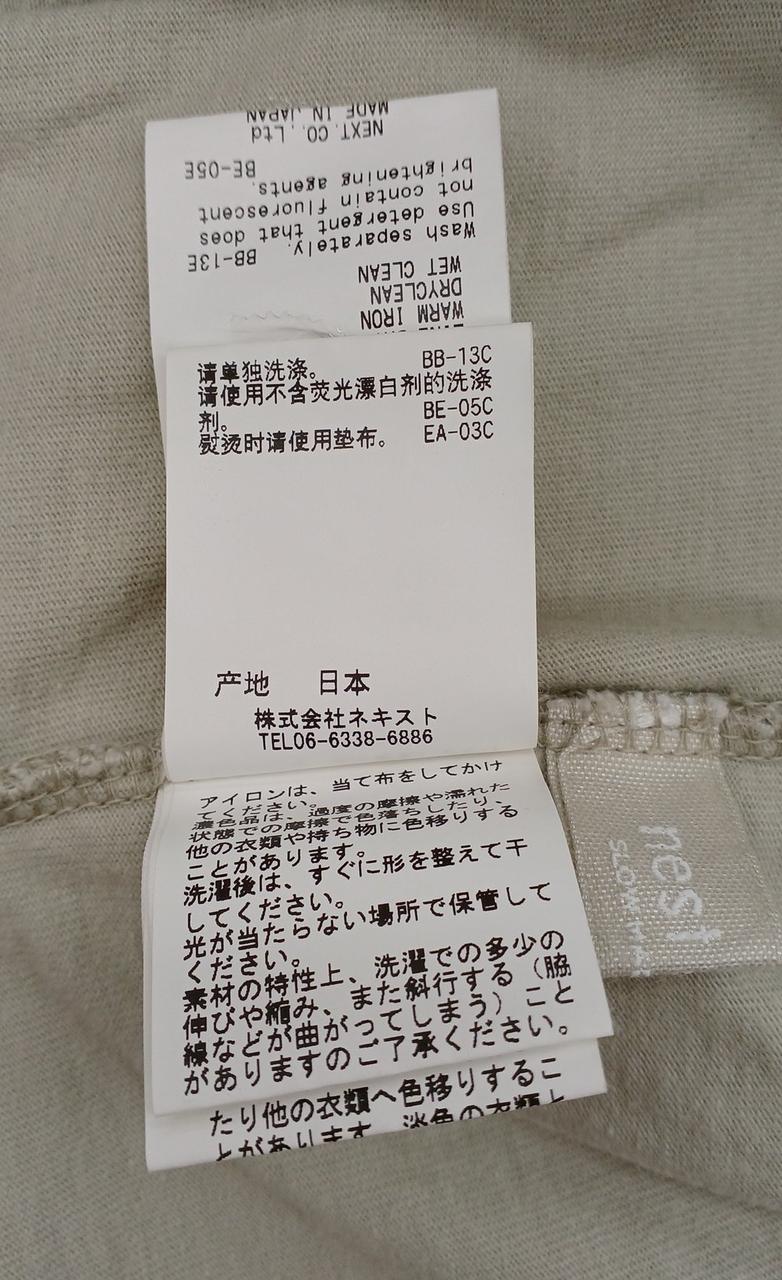 MADE IN JAPAN
NEXT. CO., Ltd
BE-05E
brightening agents.
not contain fluorescent
Use detergent that does
Wash separately. BB-13E
WET CLEAN
DRYCLEAN
WARM IRON
请单独洗涤。 BB-13C
请使用不含荧光漂白剂的洗涤
剂。 BE-05C
熨烫时请使用垫布。 EA-03C
产地 日本
株式会社ネキスト
TEL06-6338-6886
アイロンは、当て布をしてかけ
てください。
濃色品は、過度の摩擦や濡れた
状態での摩擦で色落ちしたり、
他の衣類や持ち物に色移りする
ことがあります。
洗濯後は、すぐに形を整えて干
してください。
光が当たらない場所で保管して
ください。
素材の特性上、洗濯での多少の
伸びや縮み、また斜行する（脇
線などが曲がってしまう）こと
がありますのご了承ください。
たり他の衣類へ色移りするこ
とがあります。淡色の衣類と
nest
SLOW